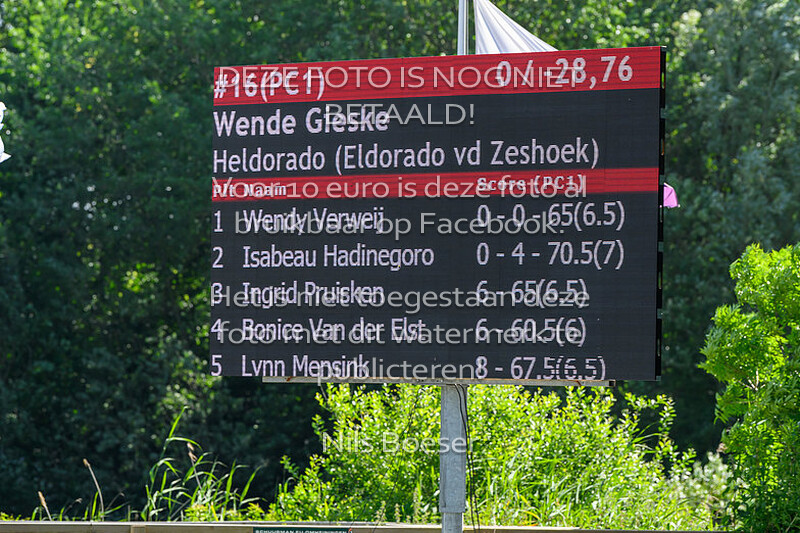 #16(PC1) 0 / -28,76
DEZE FOTO IS NOG NIET
BETAALD!
Wende Gieske
Heldorado (Eldorado vd Zeshoek)
Plt Naam Score (PC1)
Voor 10 euro is deze foto al
1 Wendy Verweij 0 - 0 - 65(6.5)
bruikbaar op Facebook.
2 Isabeau Hadinegoro 0 - 4 - 70.5(7)
3 Ingrid Pruisken 6 - 65(6.5)
Het is niet toegestaan deze
4 Bonice Van der Elst 6 - 60.5(6)
foto met dit watermerk te
5 Lynn Mensink 8 - 67.5(6.5)
publiceren.
Nils Boeser